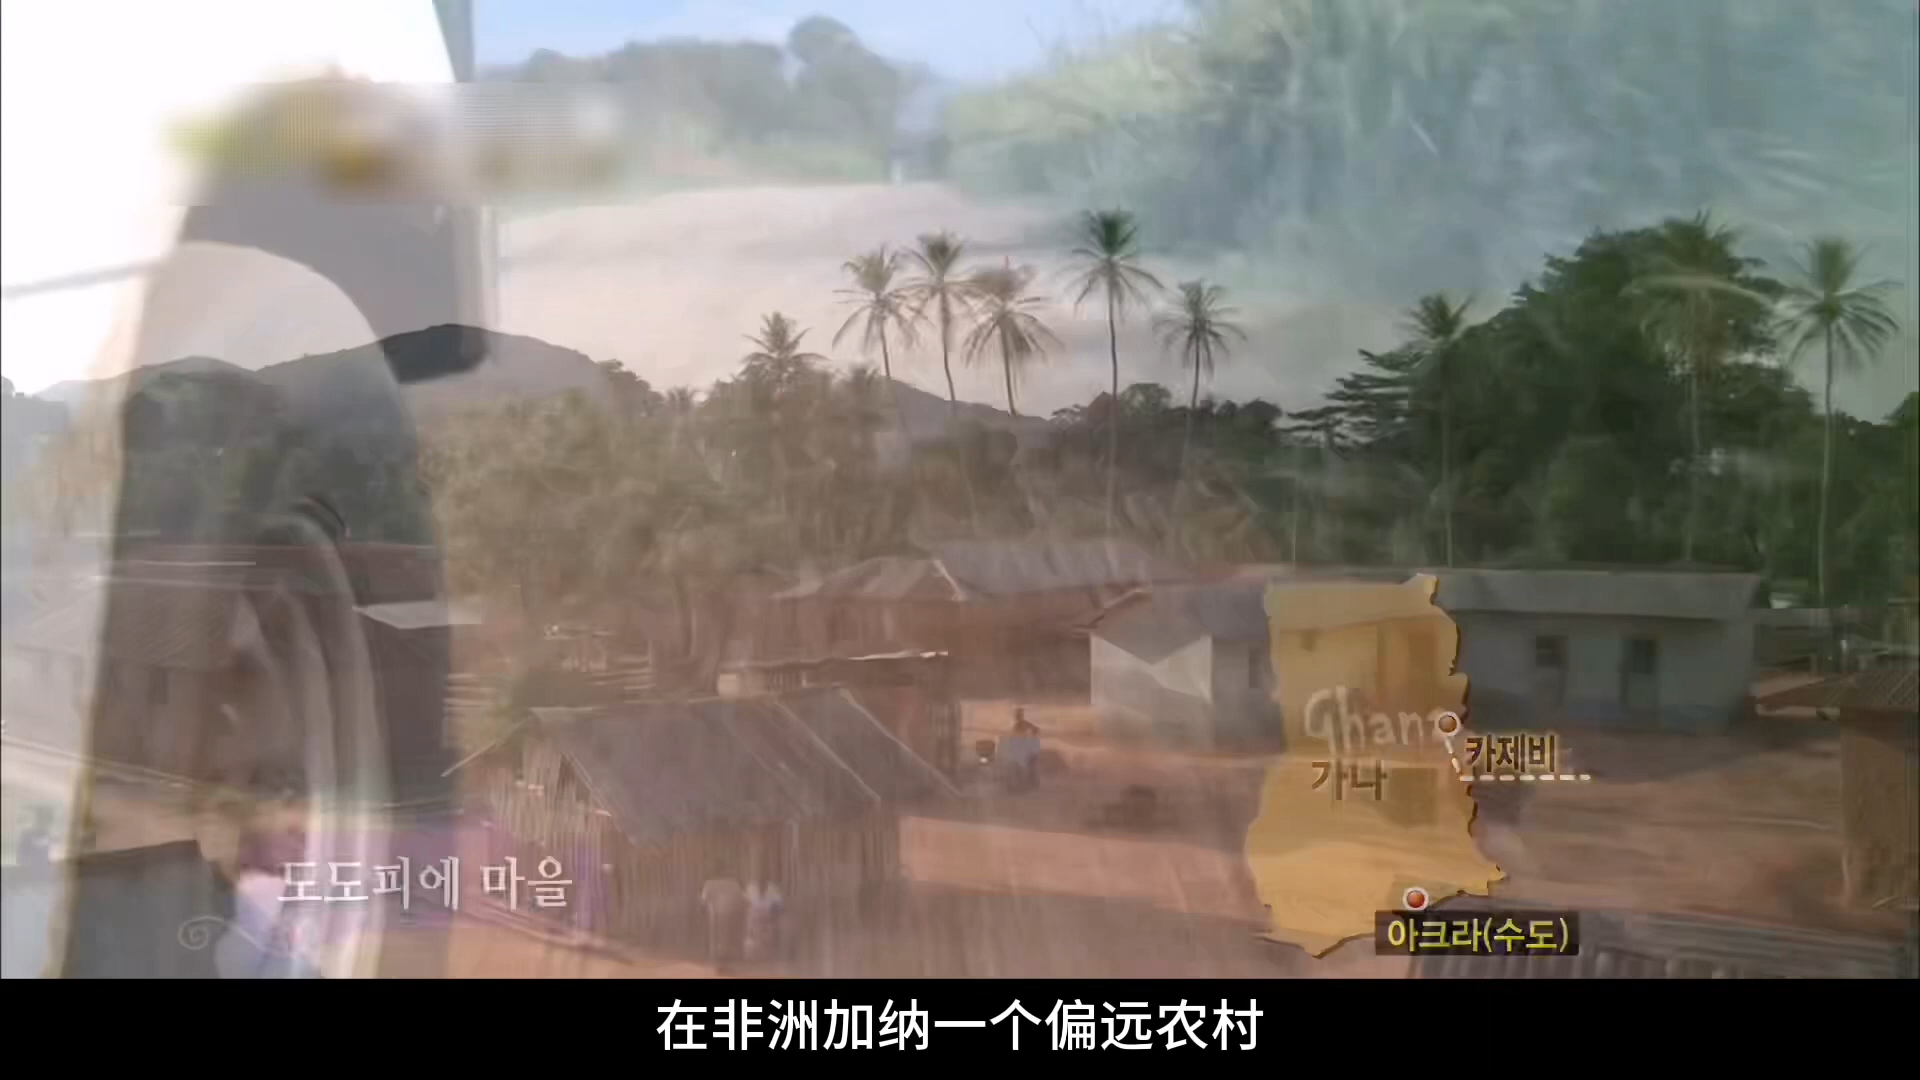 Ghana
가나
카제비
도도피에 마을
아크라(수도)
在非洲加纳一个偏远农村